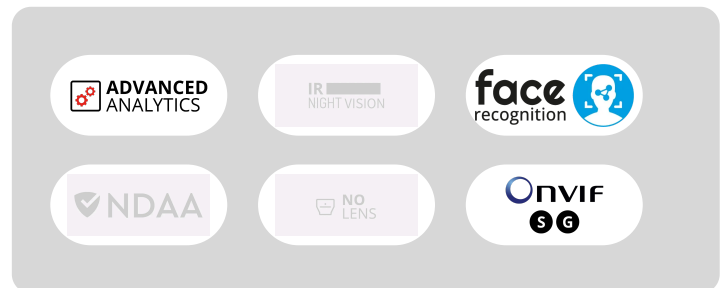 ADVANCED
ANALYTICS
IR
NIGHT VISION
face
recognition
NDAA
NO
LENS
ONVIF
S G